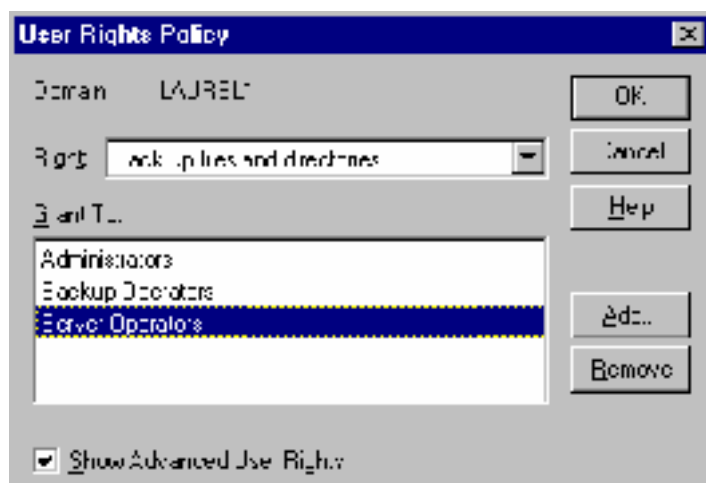 User Rights Policy
Domain
OK
Right: Back up files and directories
Cancel
Help
Grant To:
Administrators
Backup Operators
Server Operators
Add...
Remove
Show Advanced User Rights